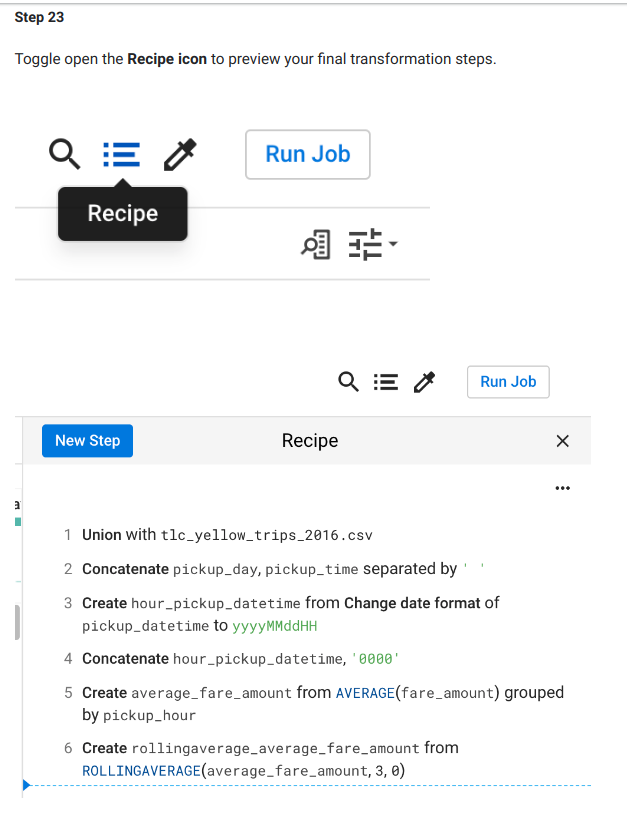 Step 23
Toggle open the Recipe icon to preview your final transformation steps.
Run Job
Recipe
Run Job
New Step
Recipe
a
1 Union with tlc_yellow_trips_2016.csv
2 Concatenate pickup_day, pickup_time separated by ' '
3 Create hour_pickup_datetime from Change date format of
pickup_datetime to yyyyMMddHH
4 Concatenate hour_pickup_datetime, '0000'
5 Create average_fare_amount from AVERAGE(fare_amount) grouped
by pickup_hour
6 Create rollingaverage_average_fare_amount from
ROLLINGAVERAGE(average_fare_amount, 3, 0)